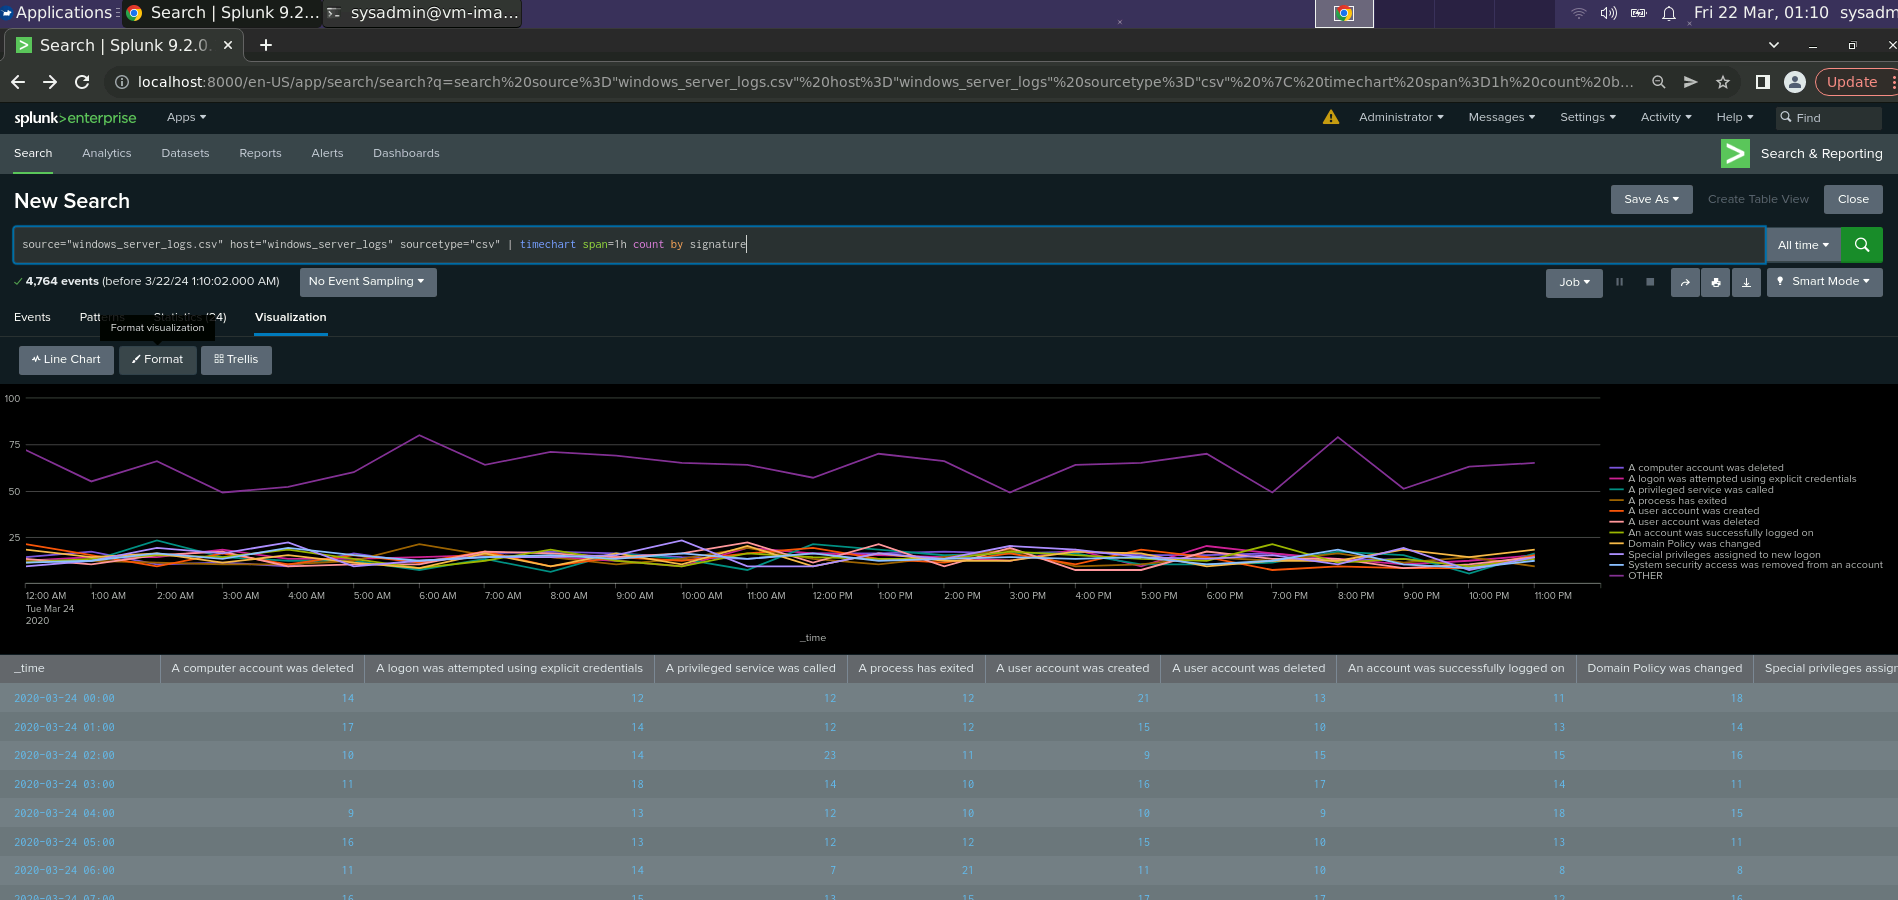 Applications
Search | Splunk 9.2....
sysadmin@vm-ima...
Fri 22 Mar, 01:10 sysadm
Search | Splunk 9.2.0.
localhost:8000/en-US/app/search/search?q=search%20source%3D"windows_server_logs.csv"%20host%3D"windows_server_logs"%20sourcetype%3D"csv"%20%7C%20timechart%20span%3D1h%20count%20b...
Update
splunk>enterprise
Apps
Administrator
Messages
Settings
Activity
Help
Find
Search
Analytics
Datasets
Reports
Alerts
Dashboards
Search & Reporting
New Search
Save As
Create Table View
Close
source="windows_server_logs.csv" host="windows_server_logs" sourcetype="csv" | timechart span=1h count by signature
All time
4,764 events (before 3/22/24 1:10:02.000 AM)
No Event Sampling
Job
Smart Mode
Events
Patterns
Statistics (24)
Visualization
Format visualization
Line Chart
Format
Trellis
100
75
50
25
A computer account was deleted
A logon was attempted using explicit credentials
A privileged service was called
A process has exited
A user account was created
A user account was deleted
An account was successfully logged on
Domain Policy was changed
Special privileges assigned to new logon
System security access was removed from an account
OTHER
12:00 AM 1:00 AM 2:00 AM 3:00 AM 4:00 AM 5:00 AM 6:00 AM 7:00 AM 8:00 AM 9:00 AM 10:00 AM 11:00 AM 12:00 PM 1:00 PM 2:00 PM 3:00 PM 4:00 PM 5:00 PM 6:00 PM 7:00 PM 8:00 PM 9:00 PM 10:00 PM 11:00 PM
Tue Mar 24
2020
_time
_time A computer account was deleted A logon was attempted using explicit credentials A privileged service was called A process has exited A user account was created A user account was deleted An account was successfully logged on Domain Policy was changed Special privileges assign
2020-03-24 00:00 14 12 12 12 21 13 11 18
2020-03-24 01:00 17 14 12 12 15 10 13 14
2020-03-24 02:00 10 14 23 11 9 15 15 16
2020-03-24 03:00 11 18 14 10 16 17 14 11
2020-03-24 04:00 9 13 12 10 10 9 18 15
2020-03-24 05:00 16 13 12 12 15 10 13 11
2020-03-24 06:00 11 14 7 21 11 10 8 8
2020-03-24 07:00 16 15 13 15 17 17 12 16